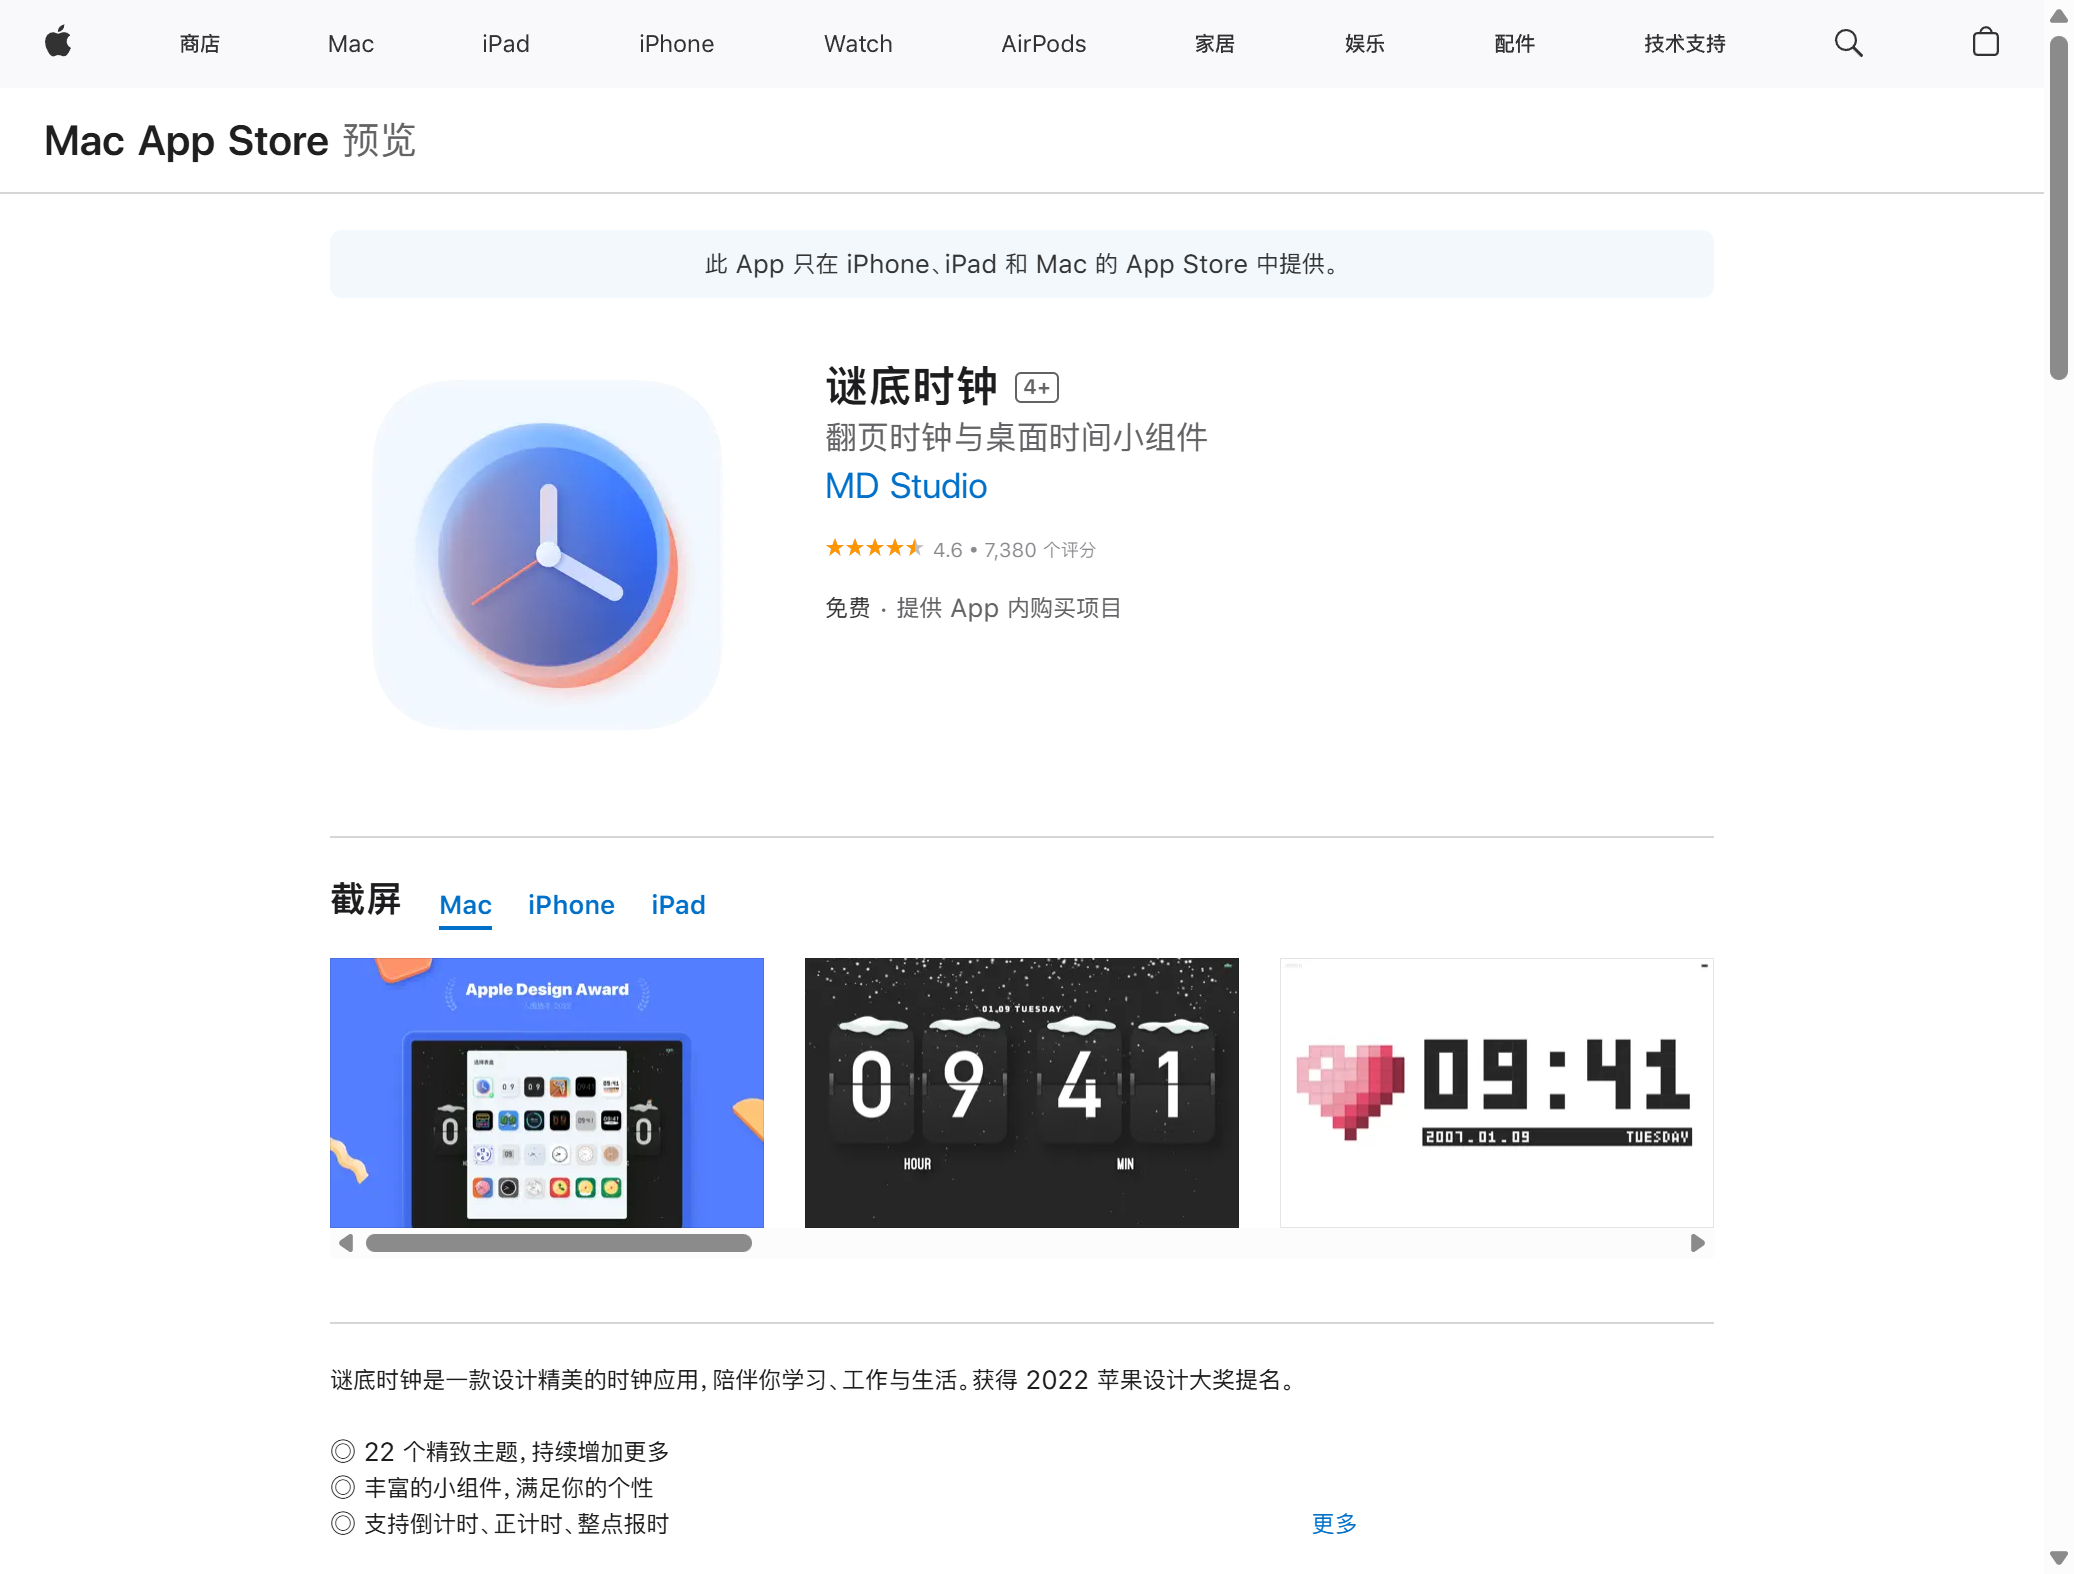 商店
Mac
iPad
iPhone
Watch
AirPods
家居
娱乐
配件
技术支持
Mac App Store 预览
此 App 只在 iPhone、iPad 和 Mac 的 App Store 中提供。
谜底时钟 4+
翻页时钟与桌面时间小组件
MD Studio
4.6 • 7,380 个评分
免费 · 提供 App 内购买项目
截屏
Mac
iPhone
iPad
Apple Design Award
选择表盘
0
0
01.09 TUESDAY
09 41
HOUR
MIN
09:41
2007.01.09 TUESDAY
谜底时钟是一款设计精美的时钟应用，陪伴你学习、工作与生活。获得 2022 苹果设计大奖提名。
◎ 22 个精致主题，持续增加更多
◎ 丰富的小组件，满足你的个性
◎ 支持倒计时、正计时、整点报时
更多